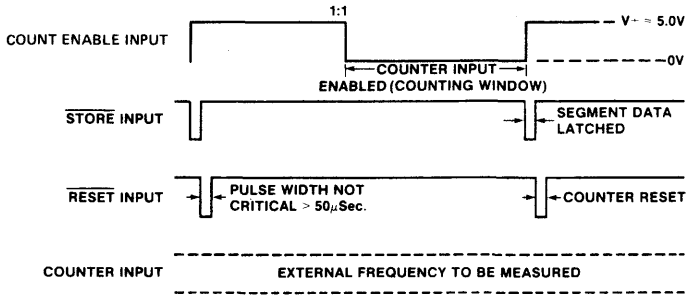 1:1
COUNT ENABLE INPUT
V+ = 5.0V
0V
COUNTER INPUT
ENABLED (COUNTING WINDOW)
STORE INPUT
SEGMENT DATA
LATCHED
RESET INPUT
PULSE WIDTH NOT
CRITICAL > 50μSec.
COUNTER RESET
COUNTER INPUT
EXTERNAL FREQUENCY TO BE MEASURED